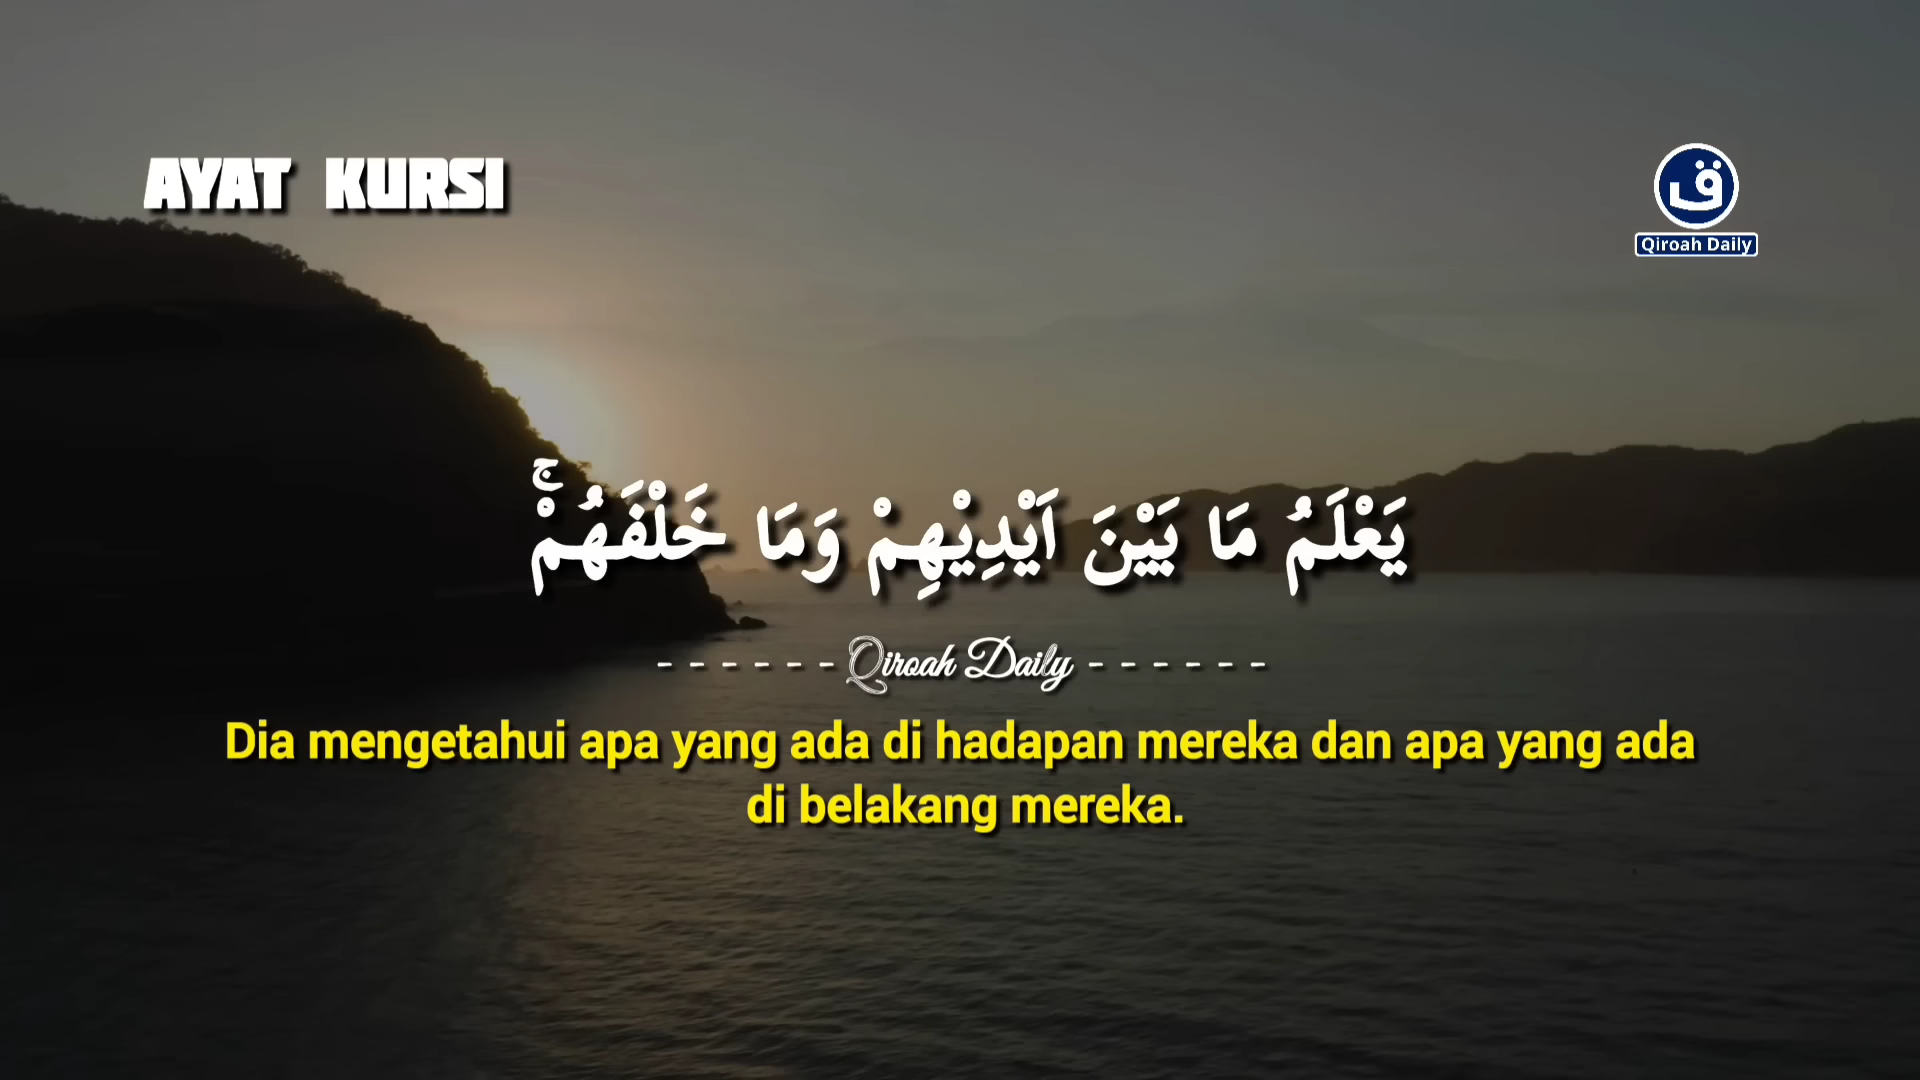 AYAT KURSI
ق
Qiroah Daily
يَعْلَمُ مَا بَيْنَ اَيْدِيْهِمْ وَمَا خَلْفَهُمْۚ
- - - - - - Qiroah Daily - - - - - -
Dia mengetahui apa yang ada di hadapan mereka dan apa yang ada
di belakang mereka.